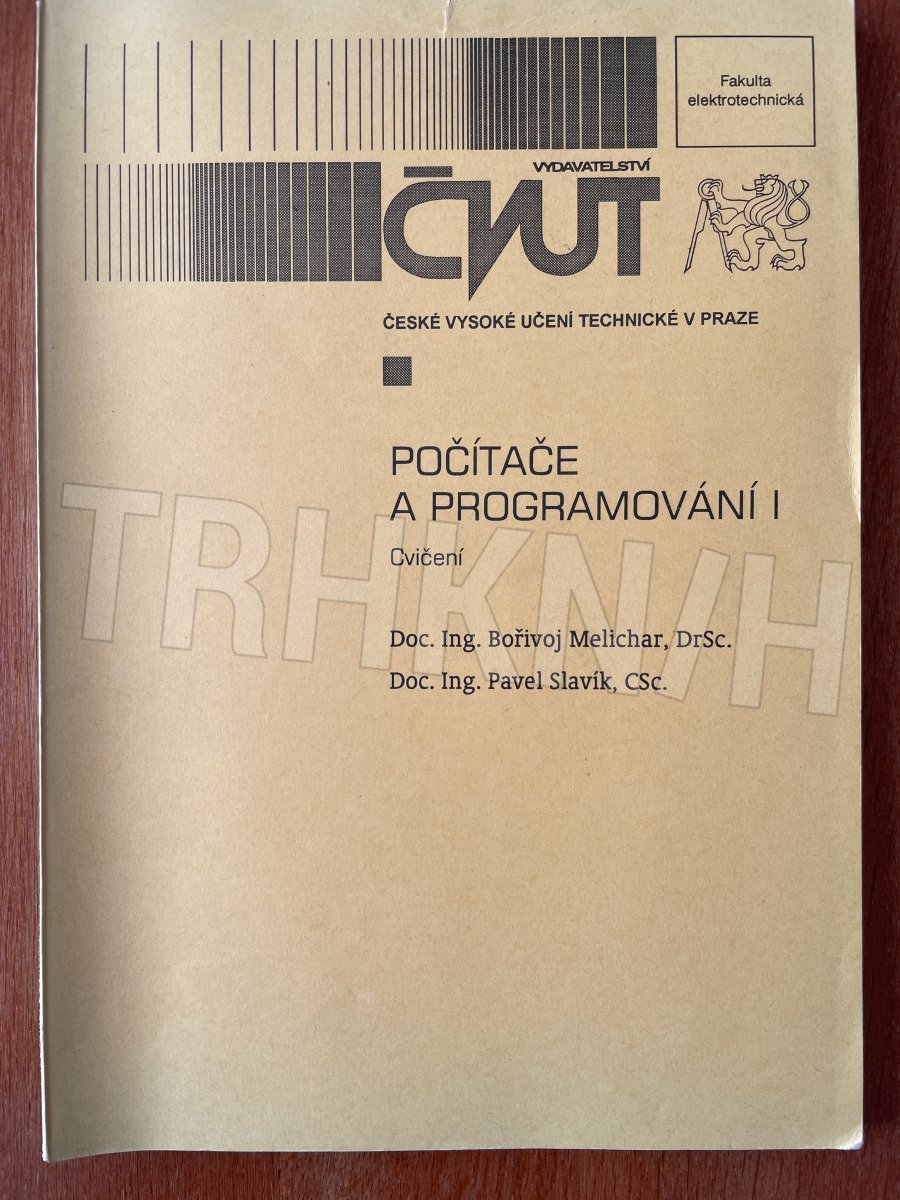 Fakulta
elektrotechnická
VYDAVATELSTVÍ
ČVUT
ČESKÉ VYSOKÉ UČENÍ TECHNICKÉ V PRAZE
POČÍTAČE
A PROGRAMOVÁNÍ I
Cvičení
Doc. Ing. Bořivoj Melichar, DrSc.
Doc. Ing. Pavel Slavík, CSc.
TRHKNIH